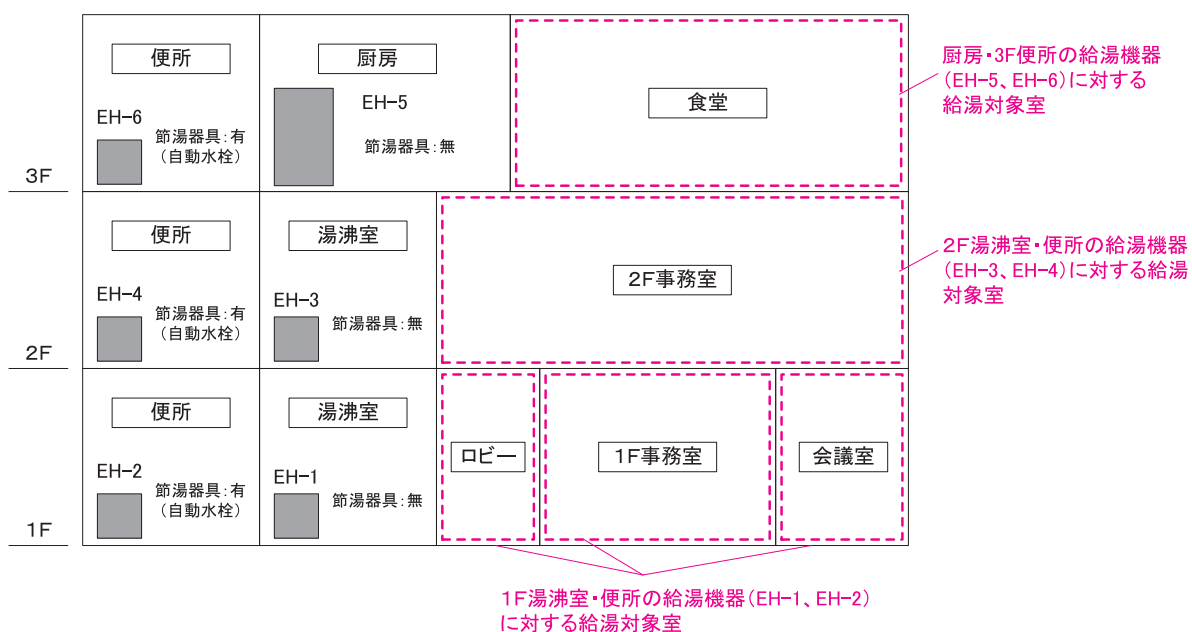 便所
厨房
食堂
EH-6
節湯器具:有
(自動水栓)
EH-5
節湯器具:無
厨房・3F便所の給湯機器
(EH-5、EH-6)に対する
給湯対象室
3F
便所
湯沸室
2F事務室
EH-4
節湯器具:有
(自動水栓)
EH-3
節湯器具:無
2F湯沸室・便所の給湯機器
(EH-3、EH-4)に対する給湯
対象室
2F
便所
湯沸室
ロビー
1F事務室
会議室
EH-2
節湯器具:有
(自動水栓)
EH-1
節湯器具:無
1F
1F湯沸室・便所の給湯機器(EH-1、EH-2)
に対する給湯対象室